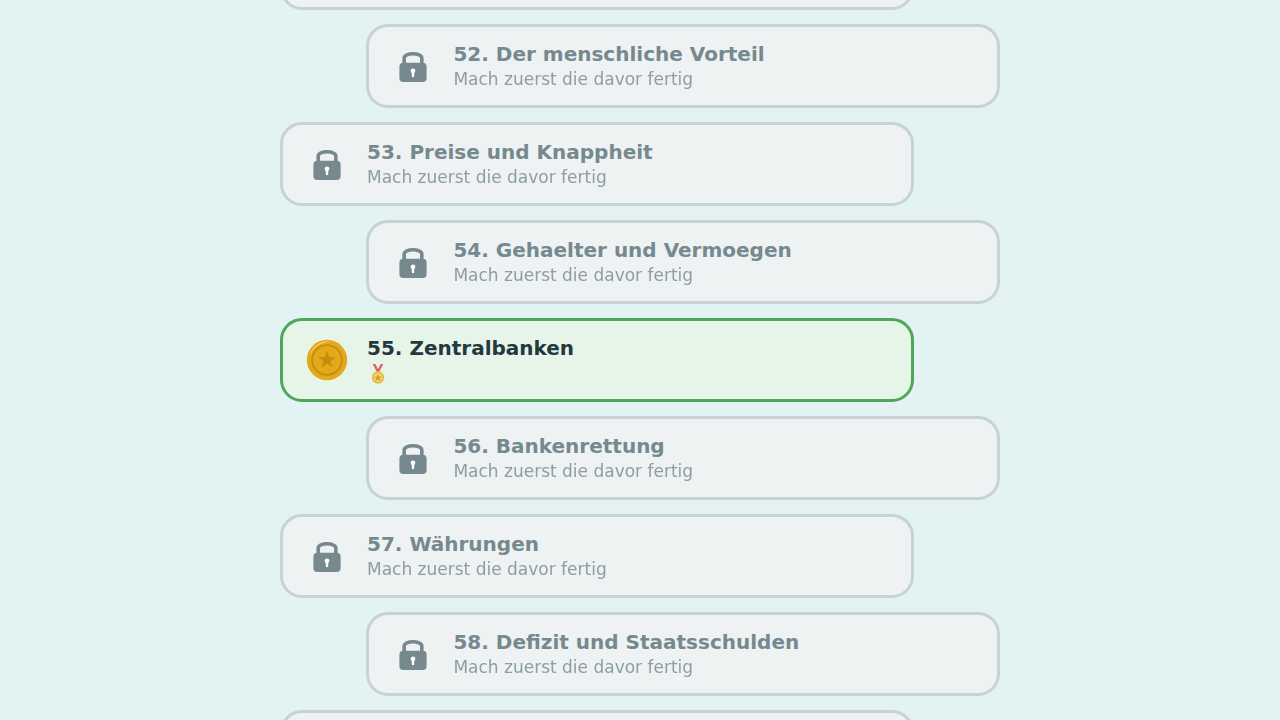 52. Der menschliche Vorteil
Mach zuerst die davor fertig
53. Preise und Knappheit
Mach zuerst die davor fertig
54. Gehaelter und Vermoegen
Mach zuerst die davor fertig
55. Zentralbanken
56. Bankenrettung
Mach zuerst die davor fertig
57. Währungen
Mach zuerst die davor fertig
58. Defizit und Staatsschulden
Mach zuerst die davor fertig